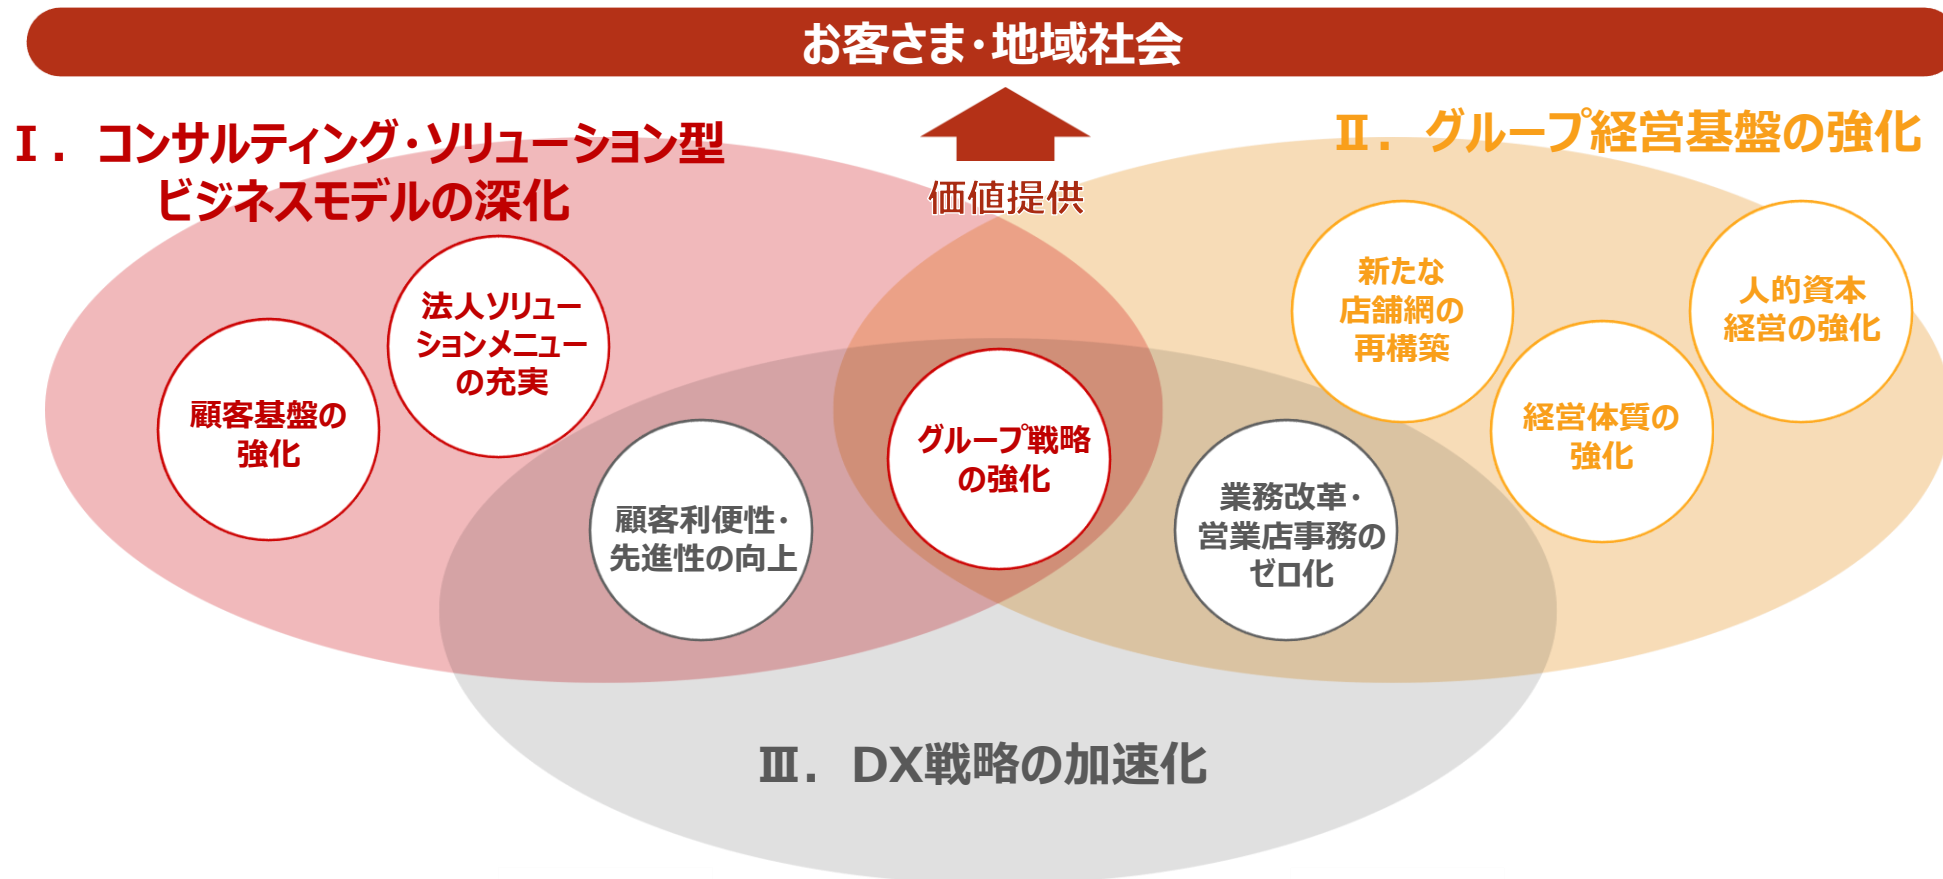 お客さま・地域社会
価値提供
Ⅰ．コンサルティング・ソリューション型
ビジネスモデルの深化
顧客基盤の
強化
法人ソリュー
ションメニュー
の充実
顧客利便性・
先進性の向上
グループ戦略
の強化
Ⅱ．グループ経営基盤の強化
新たな
店舗網の
再構築
経営体質の
強化
人的資本
経営の強化
業務改革・
営業店事務の
ゼロ化
Ⅲ．DX戦略の加速化